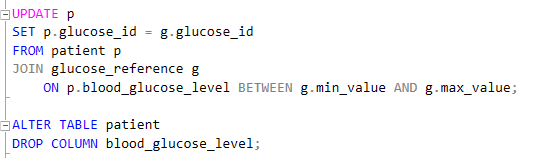 UPDATE p
SET p.glucose_id = g.glucose_id
FROM patient p
JOIN glucose_reference g
    ON p.blood_glucose_level BETWEEN g.min_value AND g.max_value;

ALTER TABLE patient
DROP COLUMN blood_glucose_level;